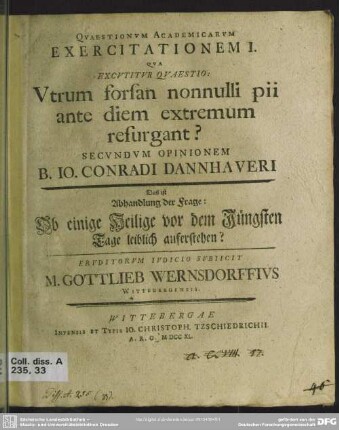 QVAESTIONVM ACADEMICARVM
EXERCITATIONEM I.
QVA
EXCVTITVR QVAESTIO:
Vtrum forsan nonnulli pii
ante diem extremum
resurgant?
SECVNDVM OPINIONEM
B. IO. CONRADI DANNHAVERI
Das ist
Abhandlung der Frage:
Ob einige Heilige vor dem Jüngsten
Tage leiblich auferstehen?
ERVDITORVM IVDICIO SVBIICIT
M. GOTTLIEB WERNSDORFFIVS
WITTEBERGENSIS.
WITTEBERGAE
IMPENSIS ET TYPIS IO. CHRISTOPH. TZSCHIEDRICHII
A. R. G. MDCCXL.
Coll. diss. A
235, 33